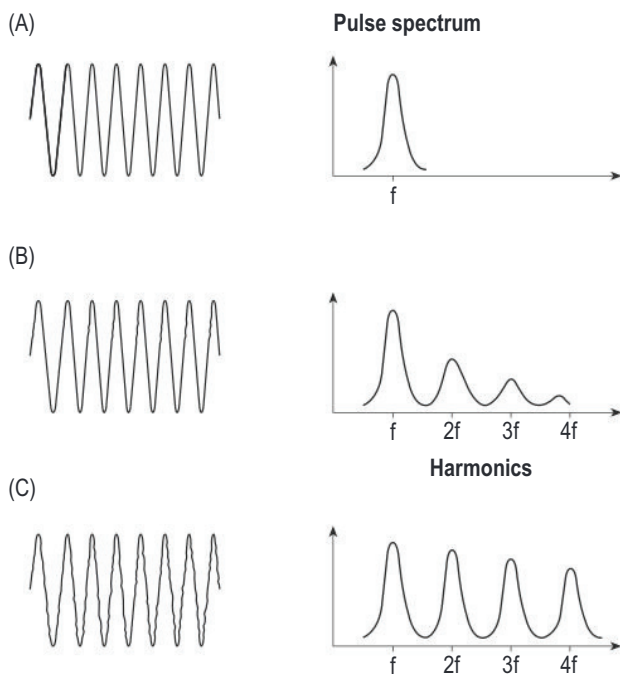 (A)
Pulse spectrum
f
(B)
f 2f 3f 4f
Harmonics
(C)
f 2f 3f 4f